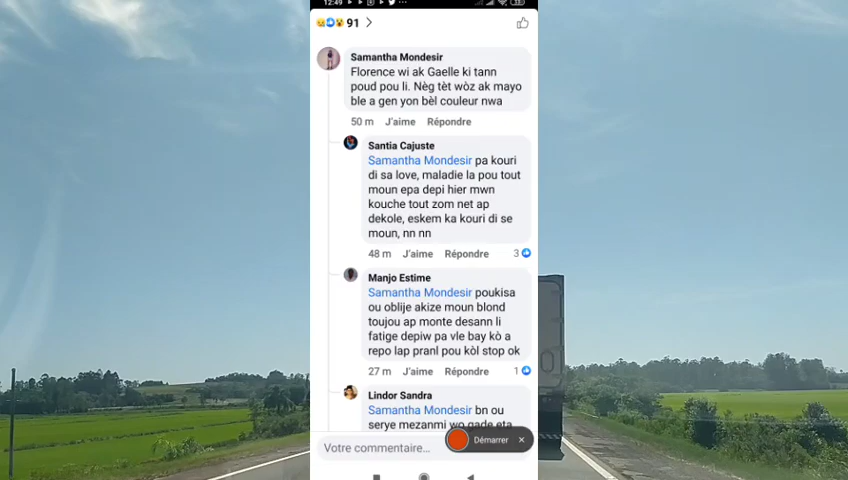 12:49
91
Samantha Mondesir
Florence wi ak Gaelle ki tann
poud pou li. Nèg tèt wòz ak mayo
ble a gen yon bèl couleur nwa
50 m J'aime Répondre
Santia Cajuste
Samantha Mondesir pa kouri
di sa love, maladie la pou tout
moun epa depi hier mwn
kouche tout zom net ap
dekole, eskem ka kouri di se
moun, nn nn
48 m J'aime Répondre 3
Manjo Estime
Samantha Mondesir poukisa
ou oblije akize moun blond
toujou ap monte desann li
fatige depiw pa vle bay kò a
repo lap pranl pou kòl stop ok
27 m J'aime Répondre 1
Lindor Sandra
Samantha Mondesir bn ou
serye mezanmi wo gade eta
Votre commentaire...
Démarrer